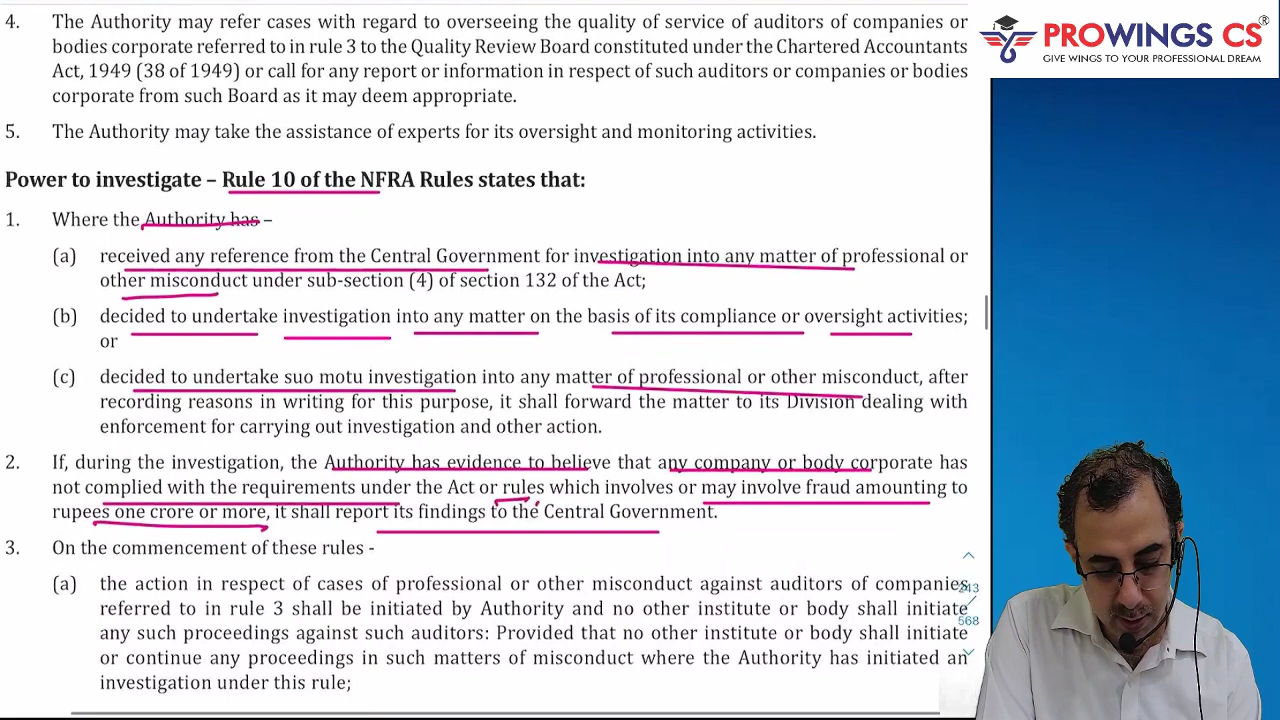 4. The Authority may refer cases with regard to overseeing the quality of service of auditors of companies or
bodies corporate referred to in rule 3 to the Quality Review Board constituted under the Chartered Accountants
Act, 1949 (38 of 1949) or call for any report or information in respect of such auditors or companies or bodies
corporate from such Board as it may deem appropriate.
5. The Authority may take the assistance of experts for its oversight and monitoring activities.
Power to investigate – Rule 10 of the NFRA Rules states that:
1. Where the Authority has –
(a) received any reference from the Central Government for investigation into any matter of professional or
other misconduct under sub-section (4) of section 132 of the Act;
(b) decided to undertake investigation into any matter on the basis of its compliance or oversight activities;
or
(c) decided to undertake suo motu investigation into any matter of professional or other misconduct, after
recording reasons in writing for this purpose, it shall forward the matter to its Division dealing with
enforcement for carrying out investigation and other action.
2. If, during the investigation, the Authority has evidence to believe that any company or body corporate has
not complied with the requirements under the Act or rules which involves or may involve fraud amounting to
rupees one crore or more, it shall report its findings to the Central Government.
3. On the commencement of these rules -
(a) the action in respect of cases of professional or other misconduct against auditors of companies
referred to in rule 3 shall be initiated by Authority and no other institute or body shall initiate
any such proceedings against such auditors: Provided that no other institute or body shall initiate
or continue any proceedings in such matters of misconduct where the Authority has initiated an
investigation under this rule;
243
/
568
PROWINGS CS®
GIVE WINGS TO YOUR PROFESSIONAL DREAM